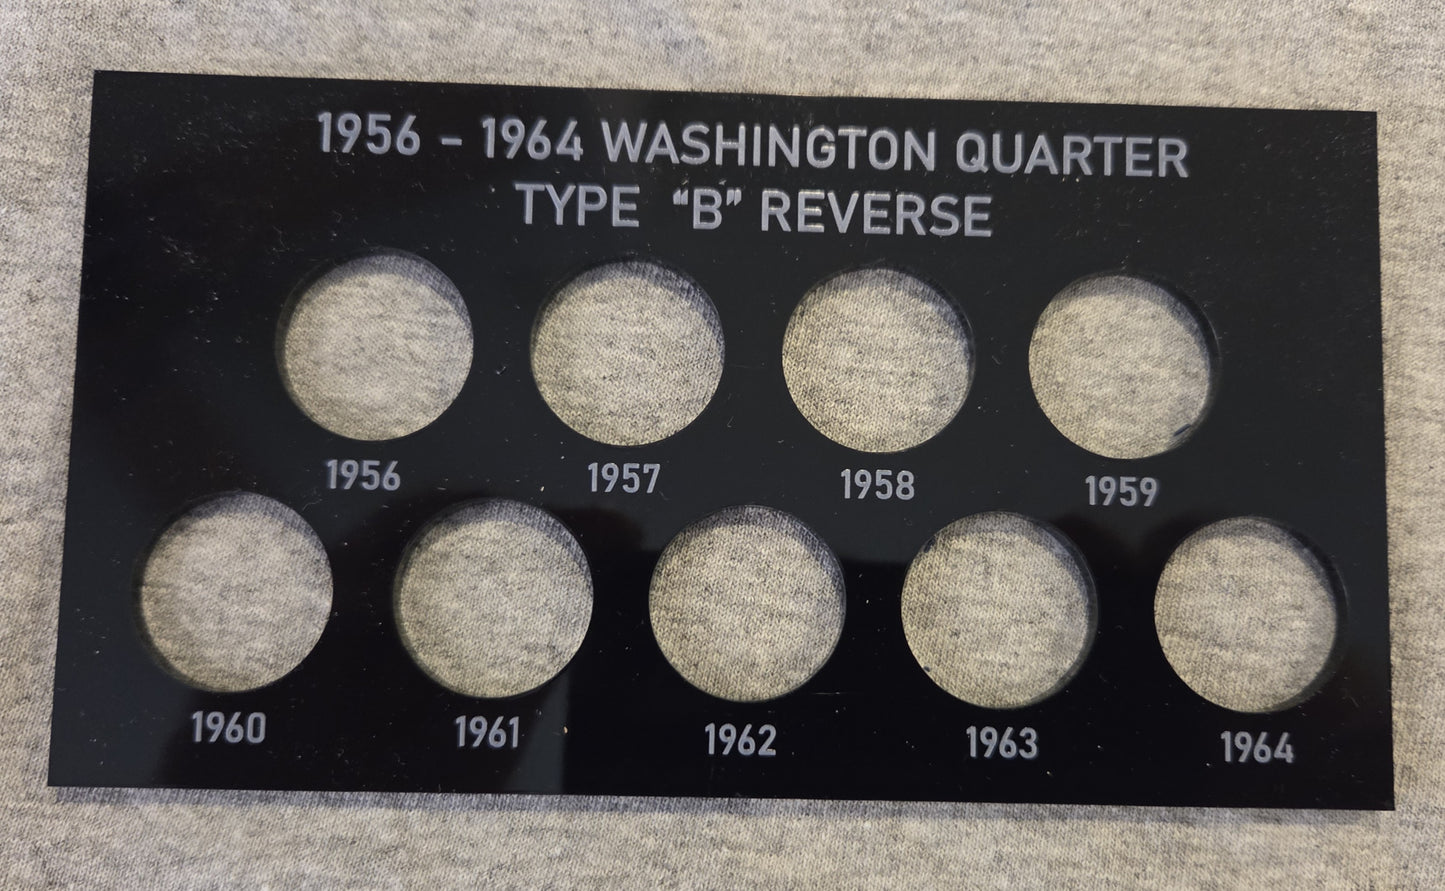 1956 - 1964 WASHINGTON QUARTER
TYPE “B” REVERSE
1956 1957 1958 1959
1960 1961 1962 1963 1964